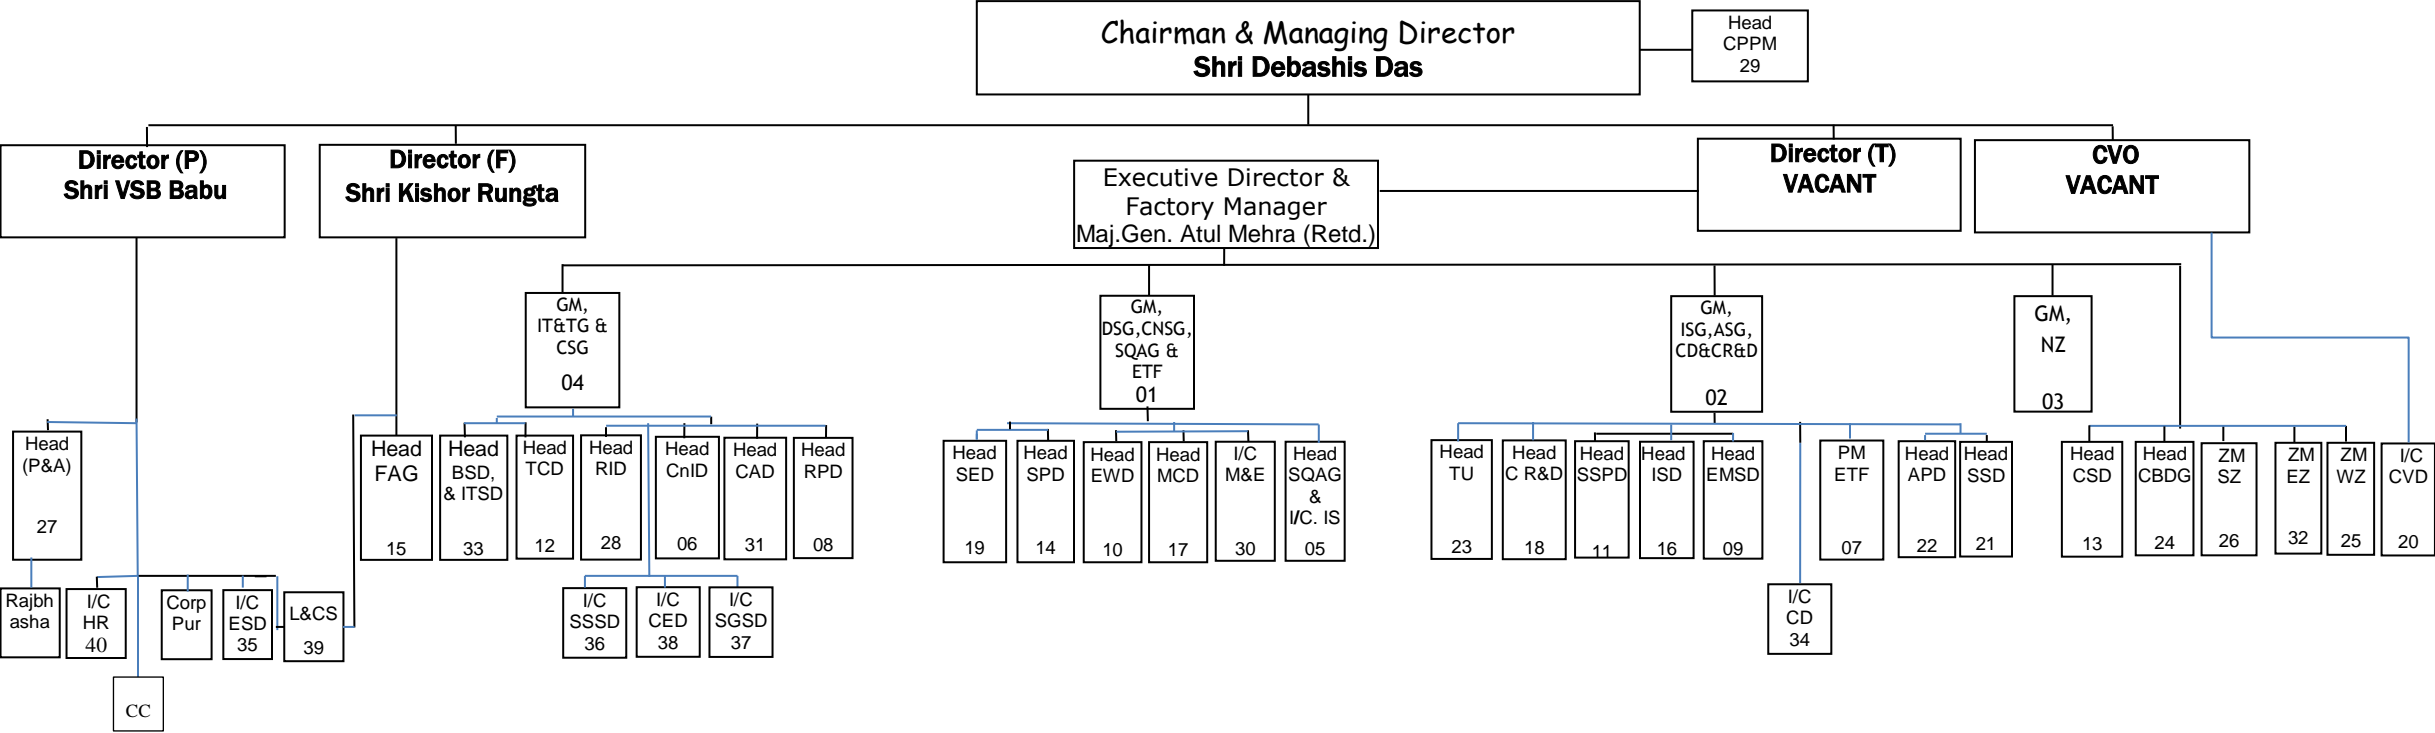 Chairman & Managing Director
Shri Debashis Das
Head
CPPM
29
Director (P)
Shri VSB Babu
Director (F)
Shri Kishor Rungta
Executive Director &
Factory Manager
Maj.Gen. Atul Mehra (Retd.)
Director (T)
VACANT
CVO
VACANT
GM,
IT&TG &
CSG
04
GM,
DSG,CNSG,
SQAG &
ETF
01
GM,
ISG,ASG,
CD&CR&D
02
GM,
NZ
03
Head
(P&A)
27
Head
FAG
15
Head
BSD,
& ITSD
33
Head
TCD
12
Head
RID
28
Head
CnID
06
Head
CAD
31
Head
RPD
08
Head
SED
19
Head
SPD
14
Head
EWD
10
Head
MCD
17
I/C
M&E
30
Head
SQAG
&
I/C. IS
05
Head
TU
23
Head
C R&D
18
Head
SSPD
11
Head
ISD
16
Head
EMSD
09
PM
ETF
07
Head
APD
22
Head
SSD
21
Head
CSD
13
Head
CBDG
24
ZM
SZ
26
ZM
EZ
32
ZM
WZ
25
I/C
CVD
20
Rajbh
asha
I/C
HR
40
Corp
Pur
I/C
ESD
35
L&CS
39
I/C
SSSD
36
I/C
CED
38
I/C
SGSD
37
I/C
CD
34
CC